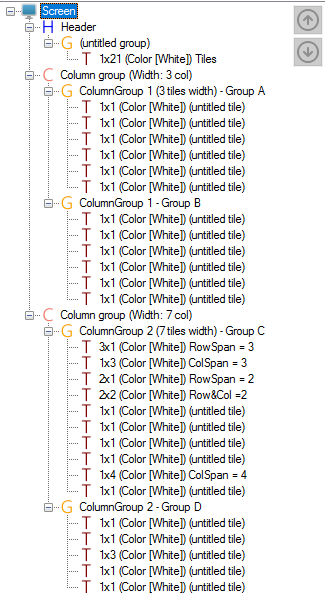 Screen
H Header
G (untitled group)
T 1x21 (Color [White]) Tiles
C Column group (Width: 3 col)
G ColumnGroup 1 (3 tiles width) - Group A
T 1x1 (Color [White]) (untitled tile)
T 1x1 (Color [White]) (untitled tile)
T 1x1 (Color [White]) (untitled tile)
T 1x1 (Color [White]) (untitled tile)
T 1x1 (Color [White]) (untitled tile)
T 1x1 (Color [White]) (untitled tile)
G ColumnGroup 1 - Group B
T 1x1 (Color [White]) (untitled tile)
T 1x1 (Color [White]) (untitled tile)
T 1x1 (Color [White]) (untitled tile)
T 1x1 (Color [White]) (untitled tile)
T 1x1 (Color [White]) (untitled tile)
T 1x1 (Color [White]) (untitled tile)
C Column group (Width: 7 col)
G ColumnGroup 2 (7 tiles width) - Group C
T 3x1 (Color [White]) RowSpan = 3
T 1x3 (Color [White]) ColSpan = 3
T 2x1 (Color [White]) RowSpan = 2
T 2x2 (Color [White]) Row&Col =2
T 1x1 (Color [White]) (untitled tile)
T 1x1 (Color [White]) (untitled tile)
T 1x1 (Color [White]) (untitled tile)
T 1x1 (Color [White]) (untitled tile)
T 1x4 (Color [White]) ColSpan = 4
T 1x1 (Color [White]) (untitled tile)
G ColumnGroup 2 - Group D
T 1x1 (Color [White]) (untitled tile)
T 1x1 (Color [White]) (untitled tile)
T 1x3 (Color [White]) (untitled tile)
T 1x1 (Color [White]) (untitled tile)
T 1x1 (Color [White]) (untitled tile)